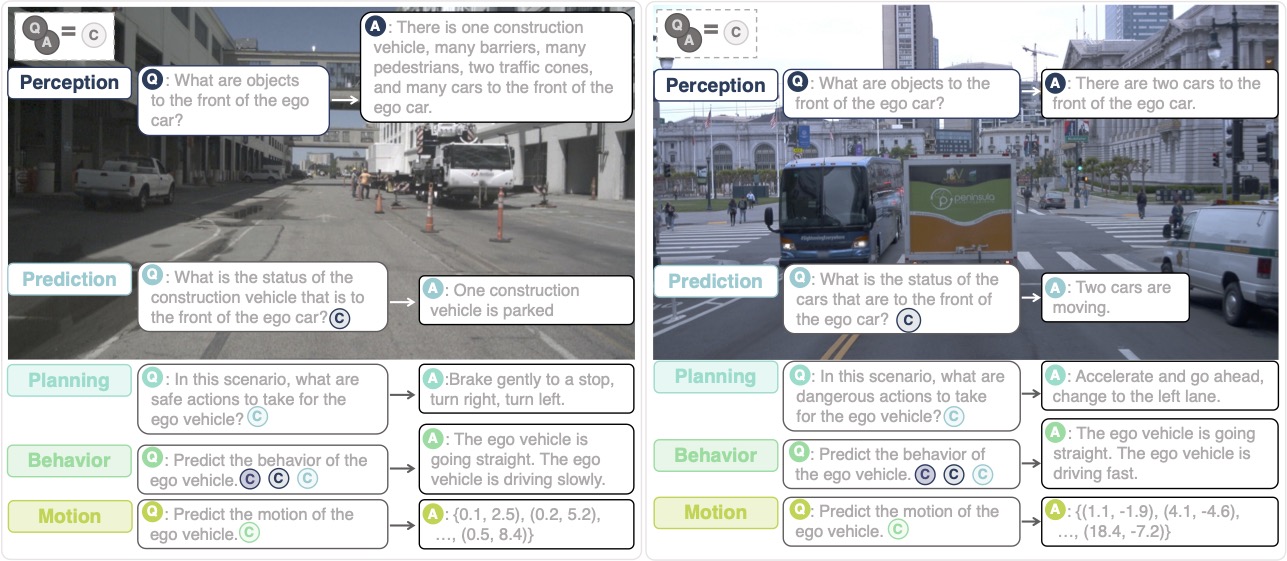 Q A = C
Perception
Q: What are objects
to the front of the ego
car?
A: There is one construction
vehicle, many barriers, many
pedestrians, two traffic cones,
and many cars to the front of the
ego car.
Prediction
Q: What is the status of the
construction vehicle that is to
the front of the ego car? C
A: One construction
vehicle is parked
Planning
Q: In this scenario, what are
safe actions to take for the
ego vehicle? C
A:Brake gently to a stop,
turn right, turn left.
Behavior
Q: Predict the behavior of the
ego vehicle. C C C
A: The ego vehicle is
going straight. The ego
vehicle is driving slowly.
Motion
Q: Predict the motion of the
ego vehicle. C
A: {0.1, 2.5), (0.2, 5.2),
…, (0.5, 8.4)}
Q A = C
Perception
Q: What are objects to the
front of the ego vehicle?
A: There are two cars to the
front of the ego car.
peninsula
Prediction
Q: What is the status of the
cars that are to the front of
the ego car? C
A: Two cars are
moving.
Planning
Q: In this scenario, what are
dangerous actions to take
for the ego vehicle? C
A: Accelerate and go ahead,
change to the left lane.
Behavior
Q: Predict the behavior of
the ego vehicle. C C C
A: The ego vehicle is going
straight. The ego vehicle is
driving fast.
Motion
Q: Predict the motion of the
ego vehicle. C
A: {(1.1, -1.9), (4.1, -4.6),
…, (18.4, -7.2)}